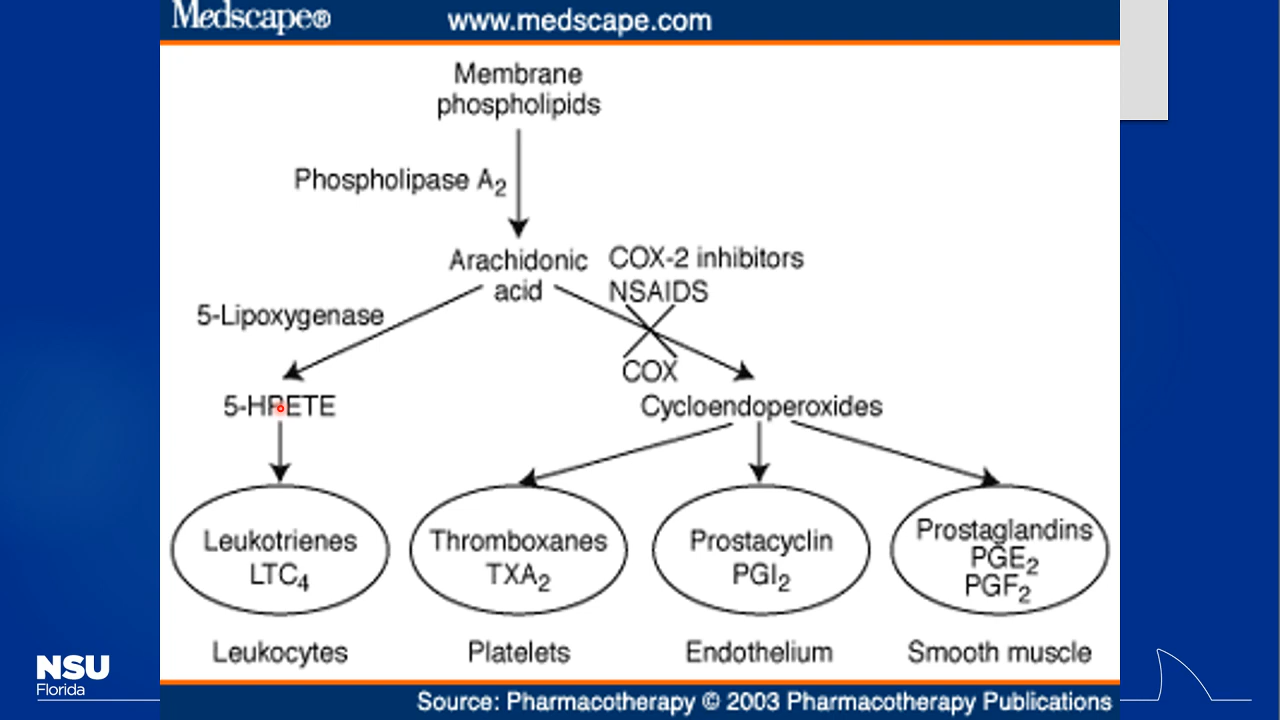 Medscape® www.medscape.com
Membrane
phospholipids
Phospholipase A2
Arachidonic
acid
COX-2 inhibitors
NSAIDS
5-Lipoxygenase
COX
5-HPETE
Cycloendoperoxides
Leukotrienes
LTC4
Thromboxanes
TXA2
Prostacyclin
PGI2
Prostaglandins
PGE2
PGF2
Leukocytes
Platelets
Endothelium
Smooth muscle
NSU
Florida
Source: Pharmacotherapy © 2003 Pharmacotherapy Publications